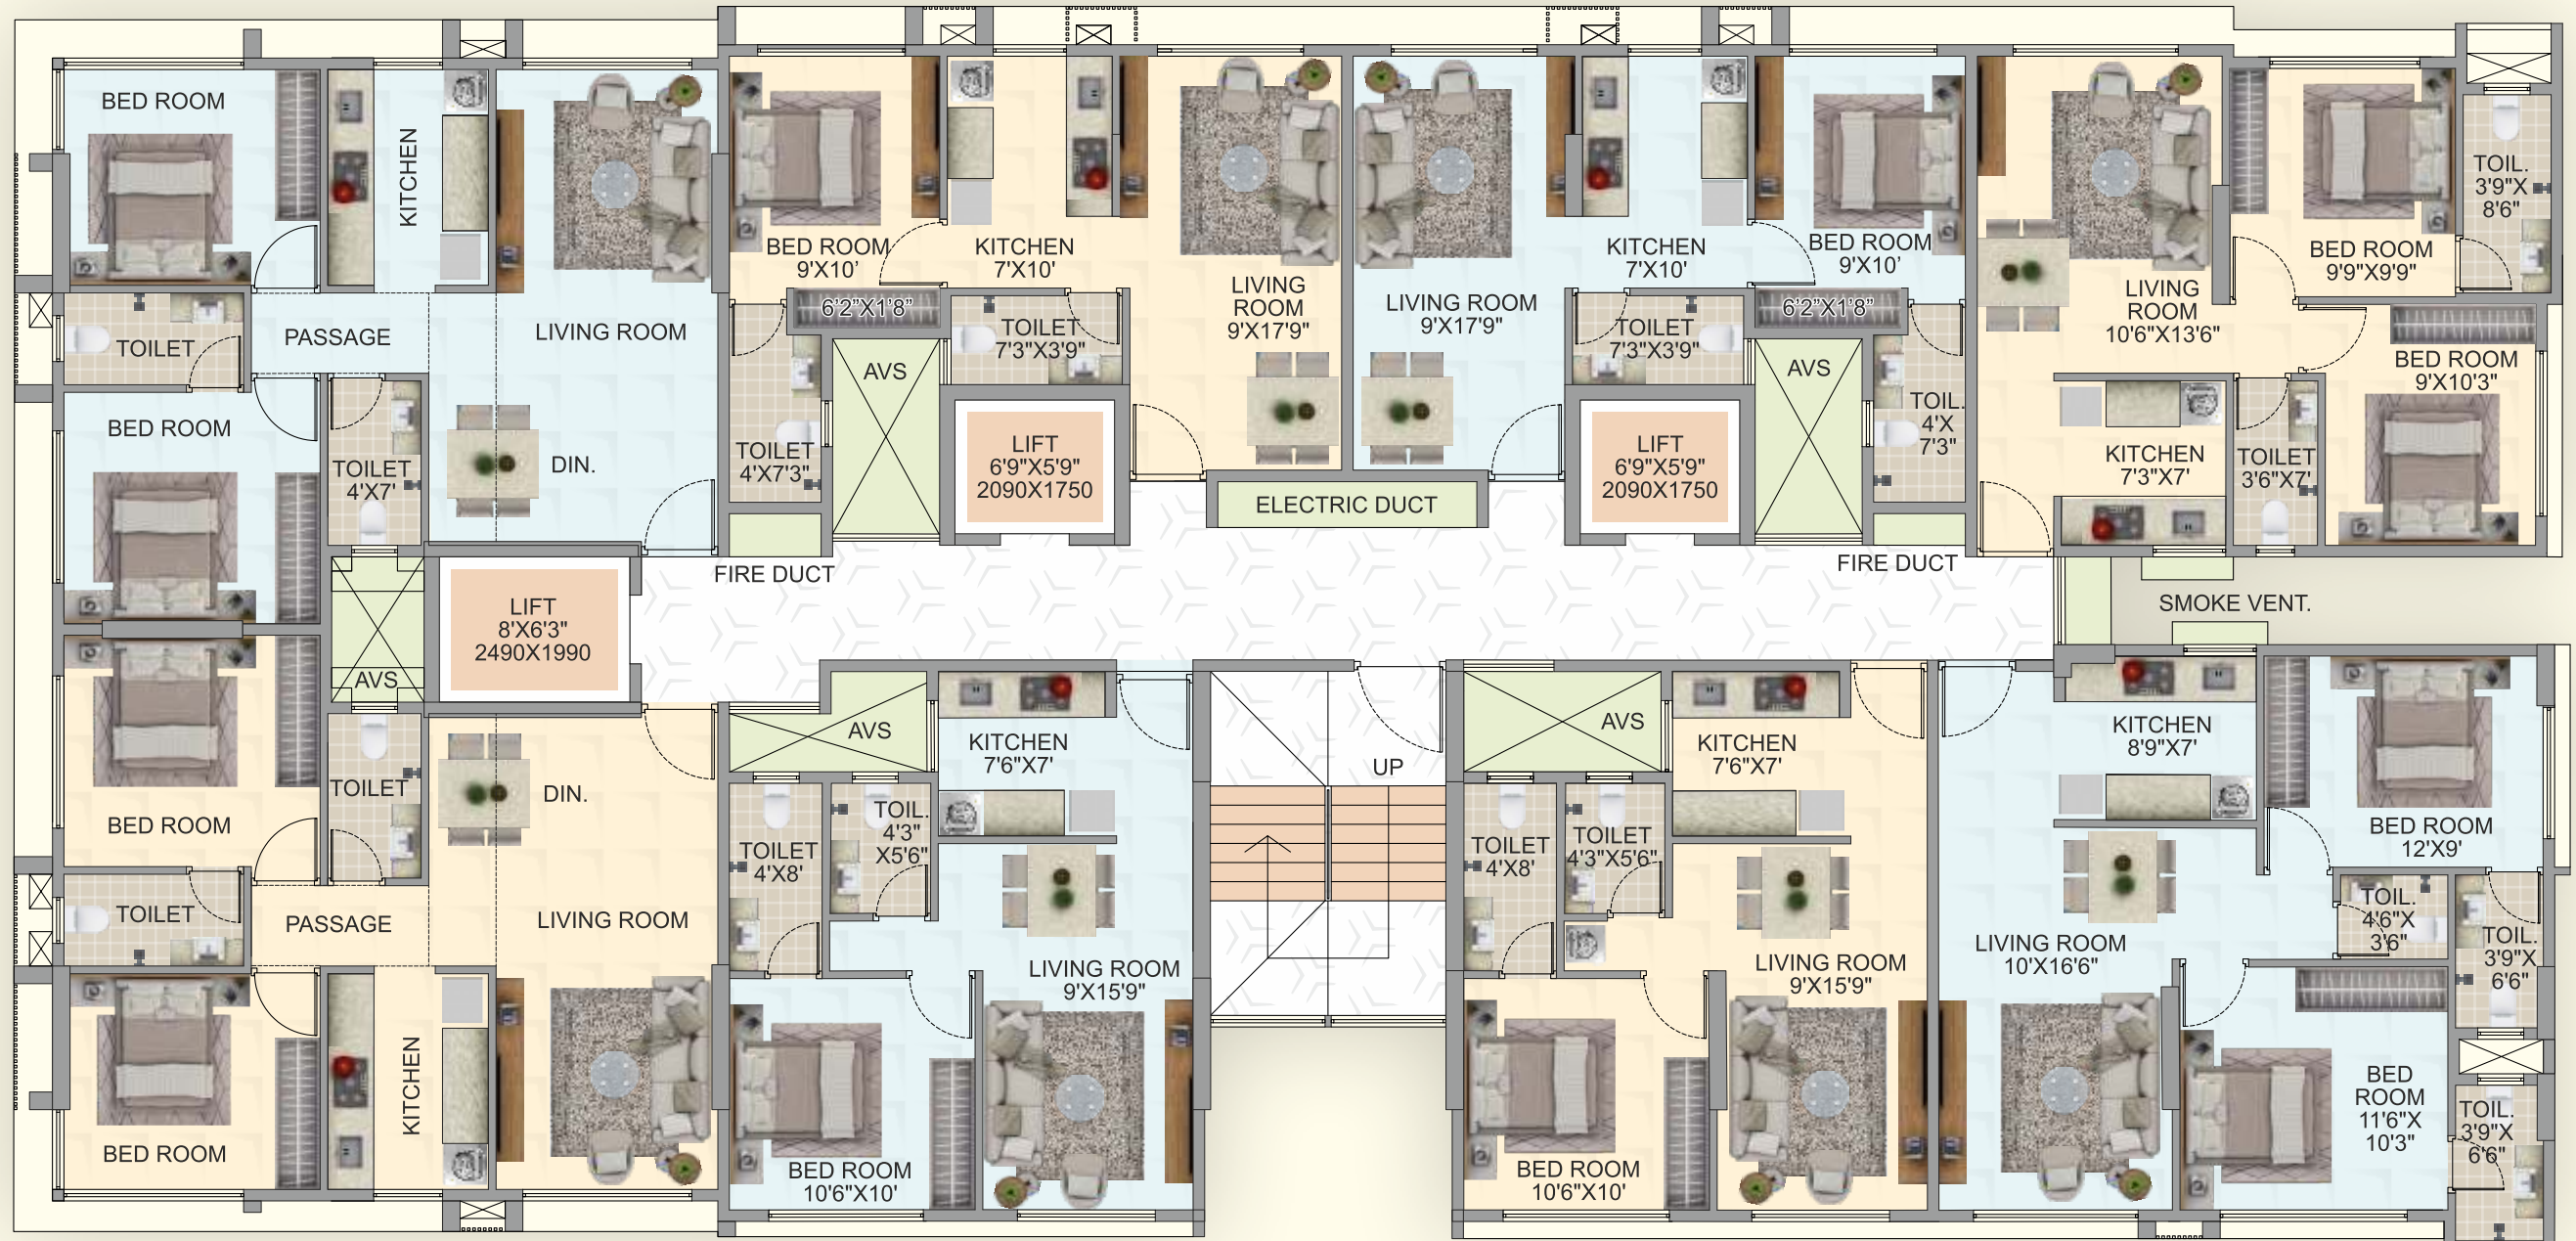 BED ROOM
KITCHEN
TOILET
PASSAGE
LIVING ROOM
BED ROOM
TOILET
4'X7'
DIN.
BED ROOM
9'X10'
KITCHEN
7'X10'
LIVING
ROOM
9'X17'9"
6'2"X1'8"
TOILET
7'3"X3'9"
AVS
TOILET
4'X7'3"
LIFT
6'9"X5'9"
2090X1750
ELECTRIC DUCT
LIVING ROOM
9'X17'9"
KITCHEN
7'X10'
BED ROOM
9'X10'
6'2"X1'8"
TOILET
7'3"X3'9"
AVS
TOIL.
4'X
7'3"
LIFT
6'9"X5'9"
2090X1750
LIVING
ROOM
10'6"X13'6"
BED ROOM
9'9"X9'9"
TOIL.
3'9"X
8'6"
BED ROOM
9'X10'3"
KITCHEN
7'3"X7'
TOILET
3'6"X7'
FIRE DUCT
FIRE DUCT
SMOKE VENT.
LIFT
8'X6'3"
2490X1990
AVS
BED ROOM
TOILET
DIN.
TOILET
PASSAGE
LIVING ROOM
BED ROOM
KITCHEN
AVS
KITCHEN
7'6"X7'
TOILET
4'X8'
TOIL.
4'3"
X5'6"
LIVING ROOM
9'X15'9"
BED ROOM
10'6"X10'
UP
AVS
KITCHEN
7'6"X7'
TOILET
4'X8'
TOILET
4'3"X5'6"
LIVING ROOM
9'X15'9"
BED ROOM
10'6"X10'
KITCHEN
8'9"X7'
BED ROOM
12'X9'
LIVING ROOM
10'X16'6"
TOIL.
4'6"X
3'6"
TOIL.
3'9"X
6'6"
BED
ROOM
11'6"X
10'3"
TOIL.
3'9"X
6'6"